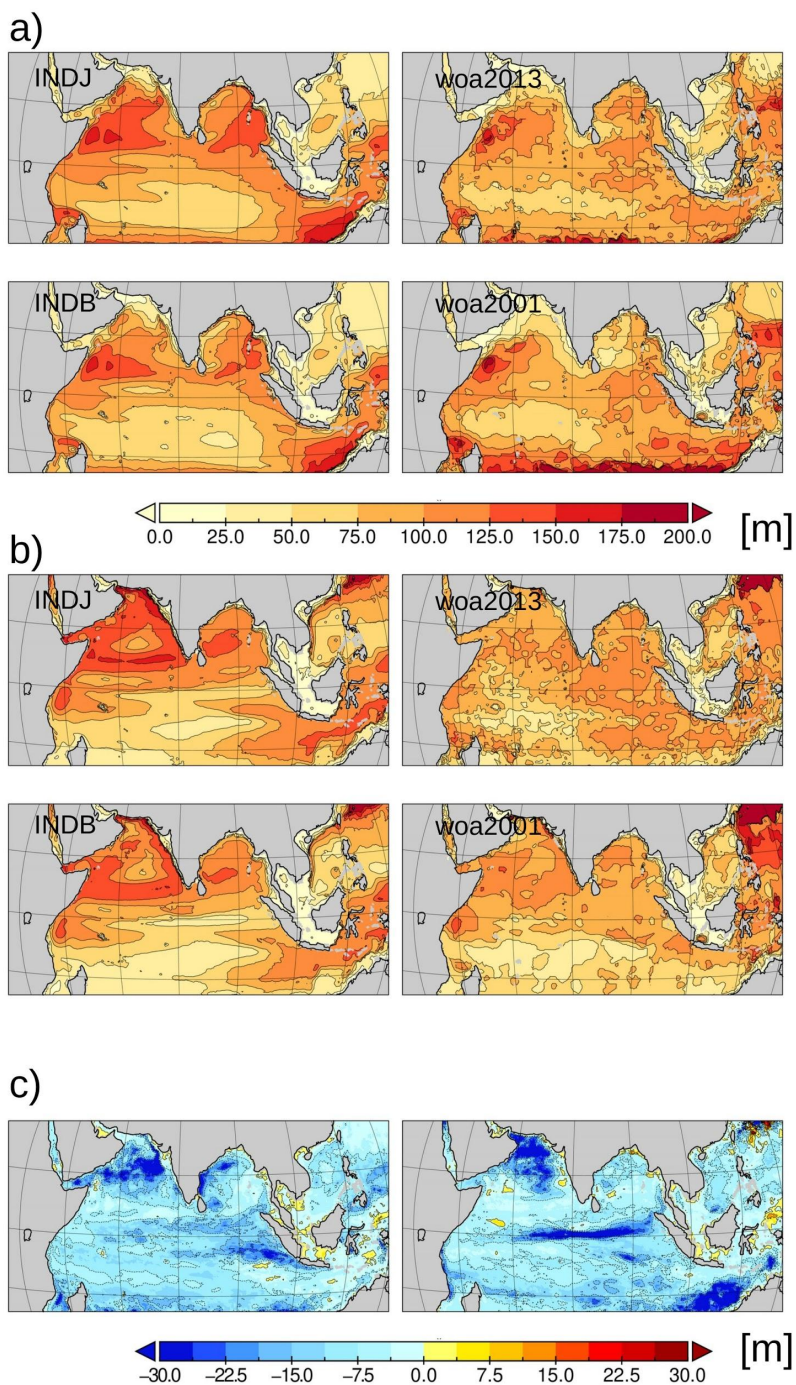 a)
INDJ woa2013
INDB woa2001
0.0 25.0 50.0 75.0 100.0 125.0 150.0 175.0 200.0 [m]
b)
INDJ woa2013
INDB woa2001
c)
−30.0 −22.5 −15.0 −7.5 0.0 7.5 15.0 22.5 30.0 [m]